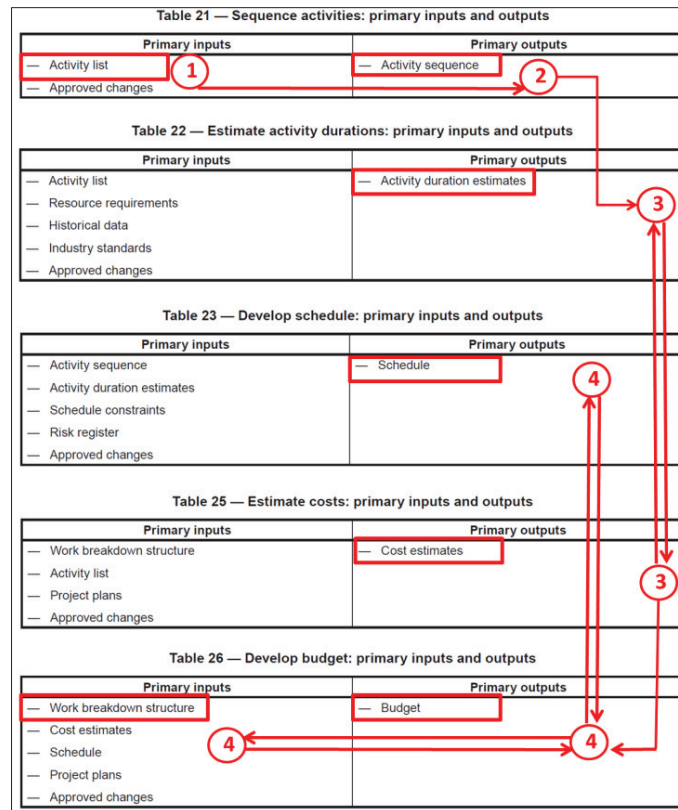 Table 21 — Sequence activities: primary inputs and outputs
Primary inputs Primary outputs
— Activity list 1 — Activity sequence 2
— Approved changes
Table 22 — Estimate activity durations: primary inputs and outputs
Primary inputs Primary outputs
— Activity list — Activity duration estimates
— Resource requirements 3
— Historical data
— Industry standards
— Approved changes
Table 23 — Develop schedule: primary inputs and outputs
Primary inputs Primary outputs
— Activity sequence — Schedule 4
— Activity duration estimates
— Schedule constraints
— Risk register
— Approved changes
Table 25 — Estimate costs: primary inputs and outputs
Primary inputs Primary outputs
— Work breakdown structure — Cost estimates
— Activity list 3
— Project plans
— Approved changes
Table 26 — Develop budget: primary inputs and outputs
Primary inputs Primary outputs
— Work breakdown structure — Budget
— Cost estimates
— Schedule 4 4
— Project plans
— Approved changes